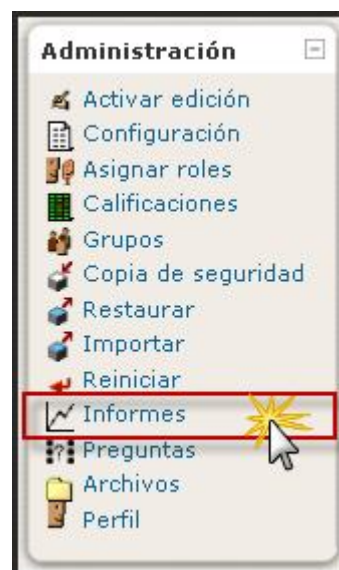 Administración
Activar edición
Configuración
Asignar roles
Calificaciones
Grupos
Copia de seguridad
Restaurar
Importar
Reiniciar
Informes
Preguntas
Archivos
Perfil